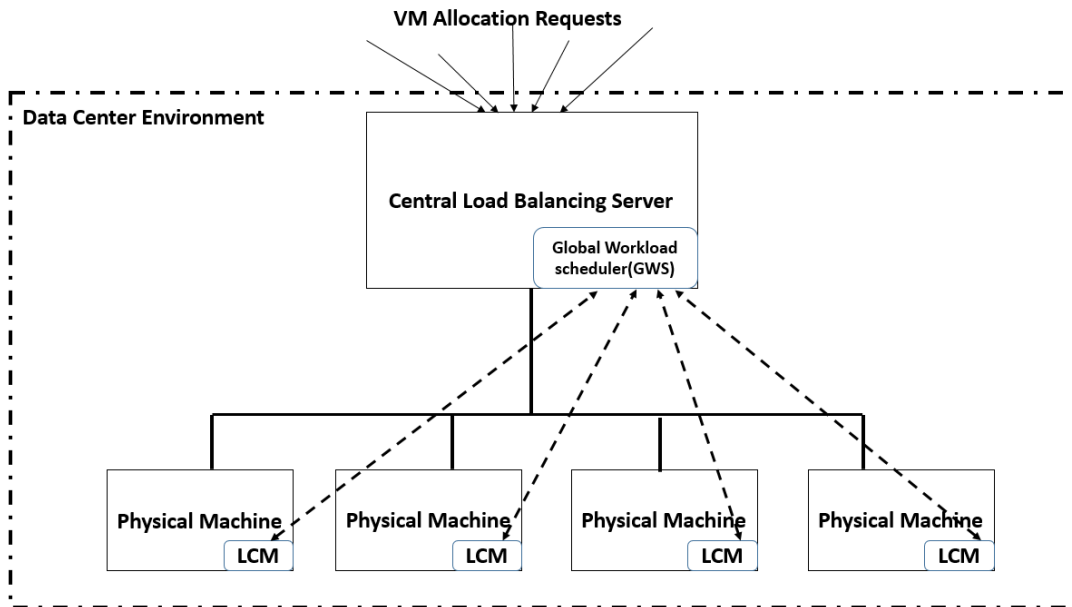 VM Allocation Requests
Data Center Environment
Central Load Balancing Server
Global Workload
scheduler(GWS)
Physical Machine
LCM
Physical Machine
LCM
Physical Machine
LCM
Physical Machine
LCM